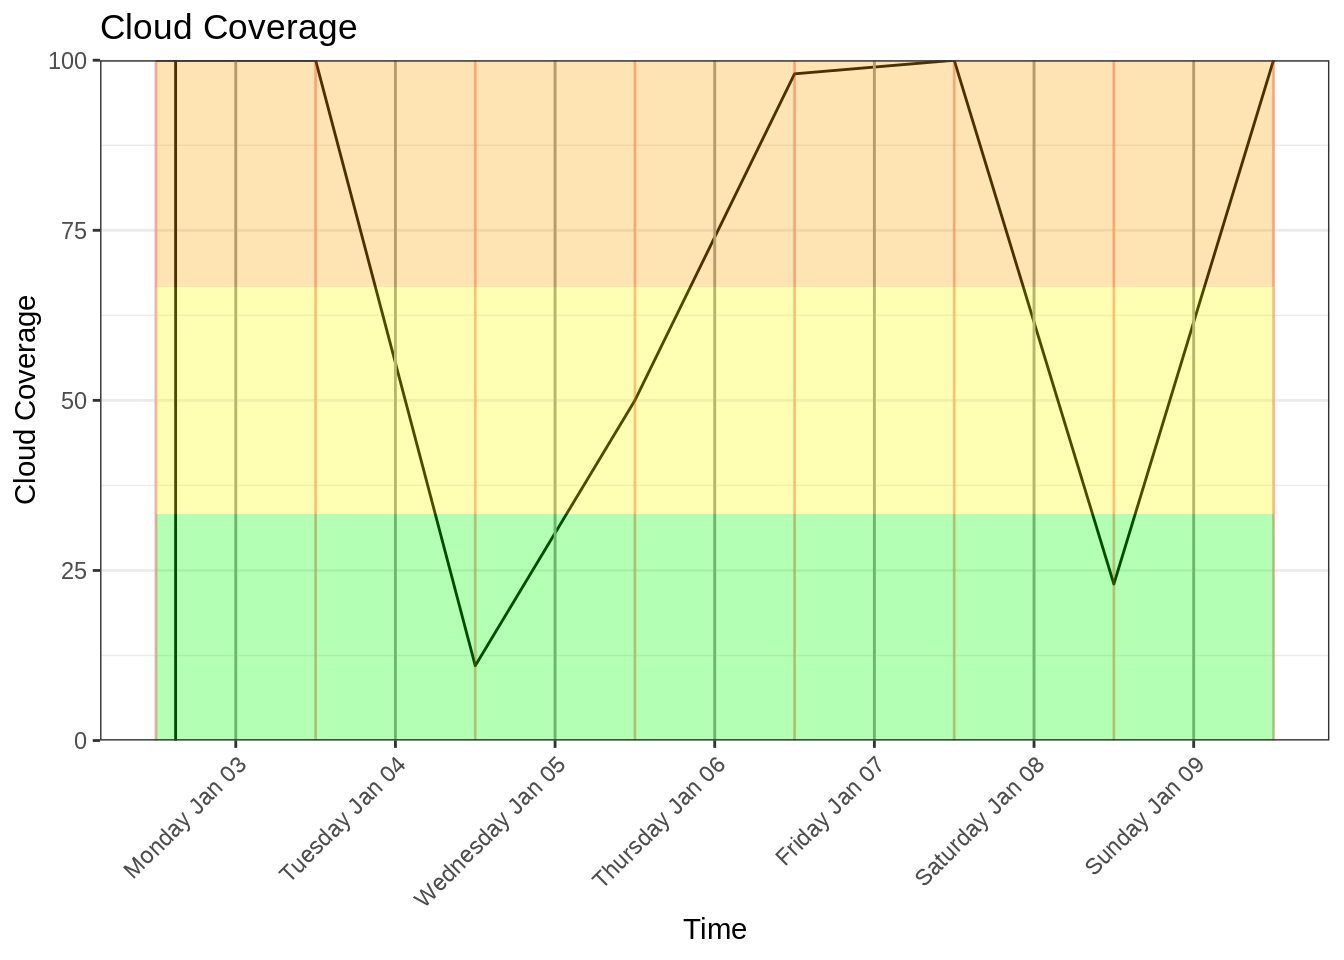 Cloud Coverage
100
75
50
25
0
Cloud Coverage
Monday Jan 03
Tuesday Jan 04
Wednesday Jan 05
Thursday Jan 06
Friday Jan 07
Saturday Jan 08
Sunday Jan 09
Time